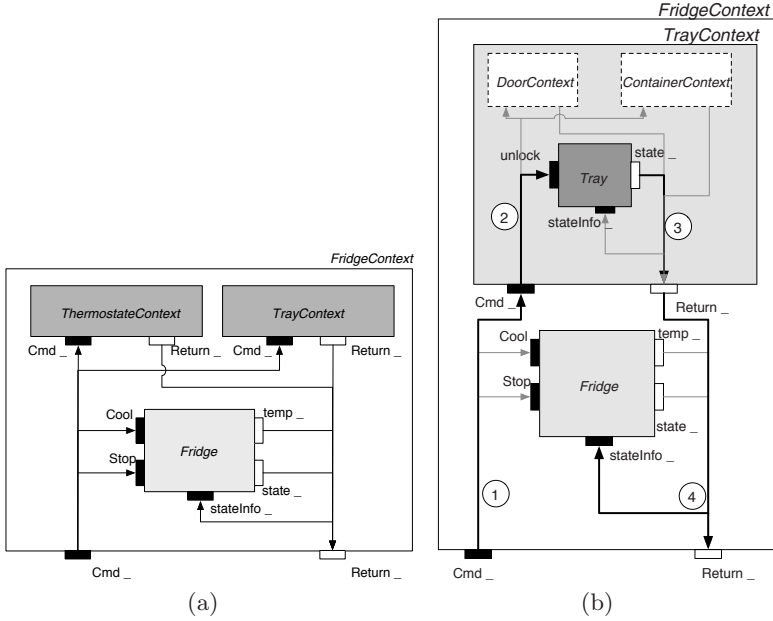 FridgeContext
ThermostateContext
TrayContext
Cmd _
Return _
Cmd _
Return _
Cool
temp _
Fridge
Stop
state _
stateInfo _
Cmd _
Return _
(a)
FridgeContext
TrayContext
DoorContext
ContainerContext
unlock
state _
Tray
2
stateInfo _
3
Cmd _
Return _
Cool
temp _
Fridge
Stop
state _
stateInfo _
1
4
Cmd _
Return _
(b)